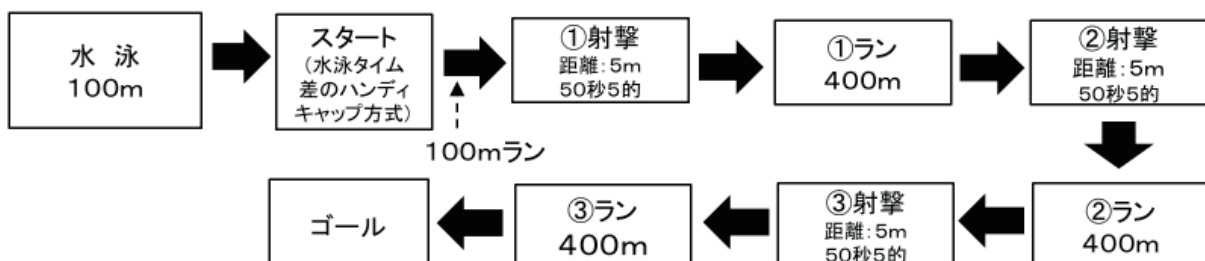 水　泳
100m
スタート
(水泳タイム
差のハンディ
キャップ方式)
100mラン
①射撃
距離:5m
50秒5的
①ラン
400m
②射撃
距離:5m
50秒5的
②ラン
400m
③射撃
距離:5m
50秒5的
③ラン
400m
ゴール